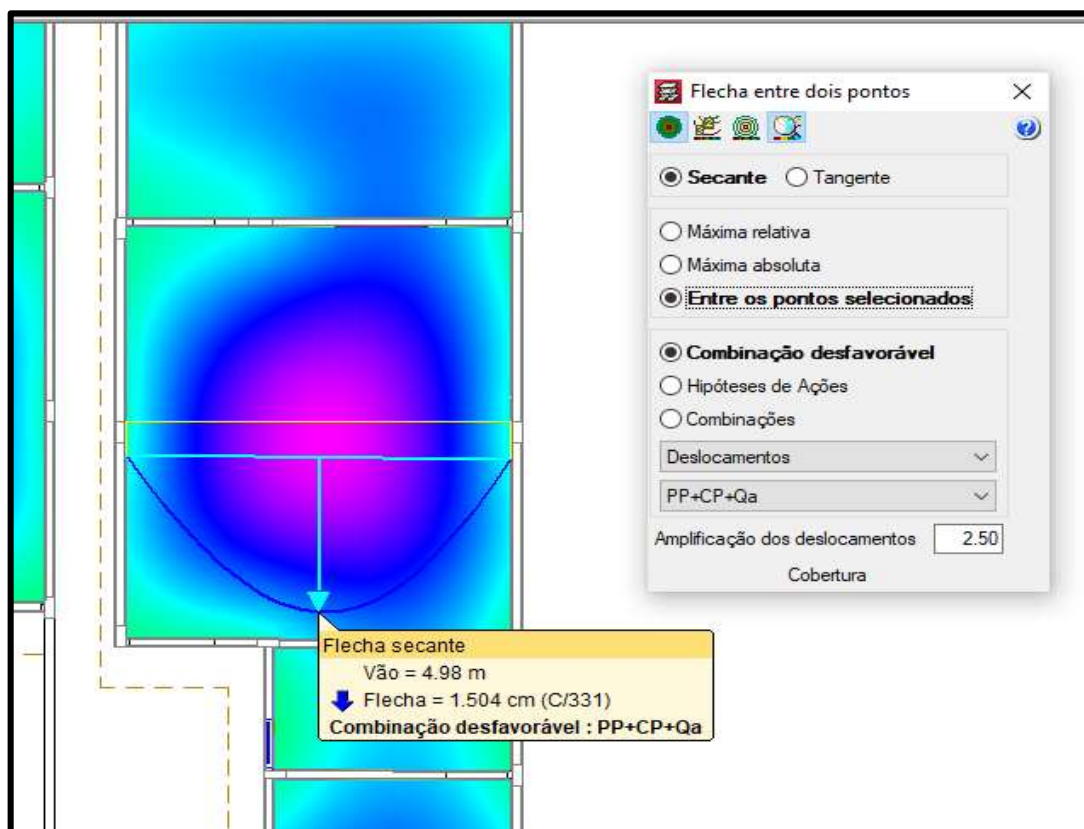 Flecha entre dois pontos
Secante Tangente
Máxima relativa
Máxima absoluta
Entre os pontos selecionados
Combinação desfavorável
Hipóteses de Ações
Combinações
Deslocamentos
PP+CP+Qa
Amplificação dos deslocamentos 2.50
Cobertura
Flecha secante
Vão = 4.98 m
Flecha = 1.504 cm (C/331)
Combinação desfavorável : PP+CP+Qa